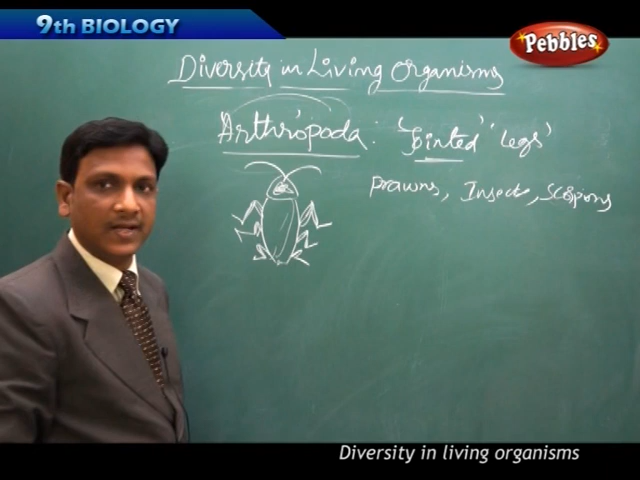 9th BIOLOGY
Pebbles
Diversity in Living Organisms
Arthropoda : 'Jointed' 'legs'
Prawns, Insects, Scorpions
Diversity in living organisms